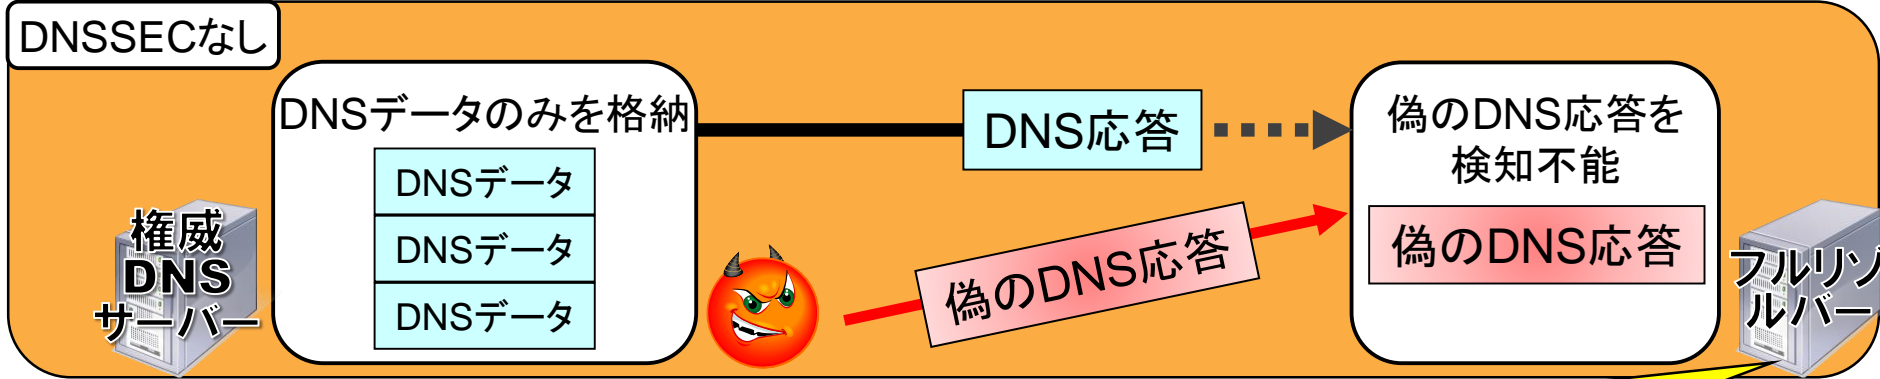 DNSSECなし
DNSデータのみを格納
DNSデータ
DNSデータ
DNSデータ
権威
DNS
サーバー
DNS応答
偽のDNS応答
偽のDNS応答を
検知不能
偽のDNS応答
フルリゾ
ルバー